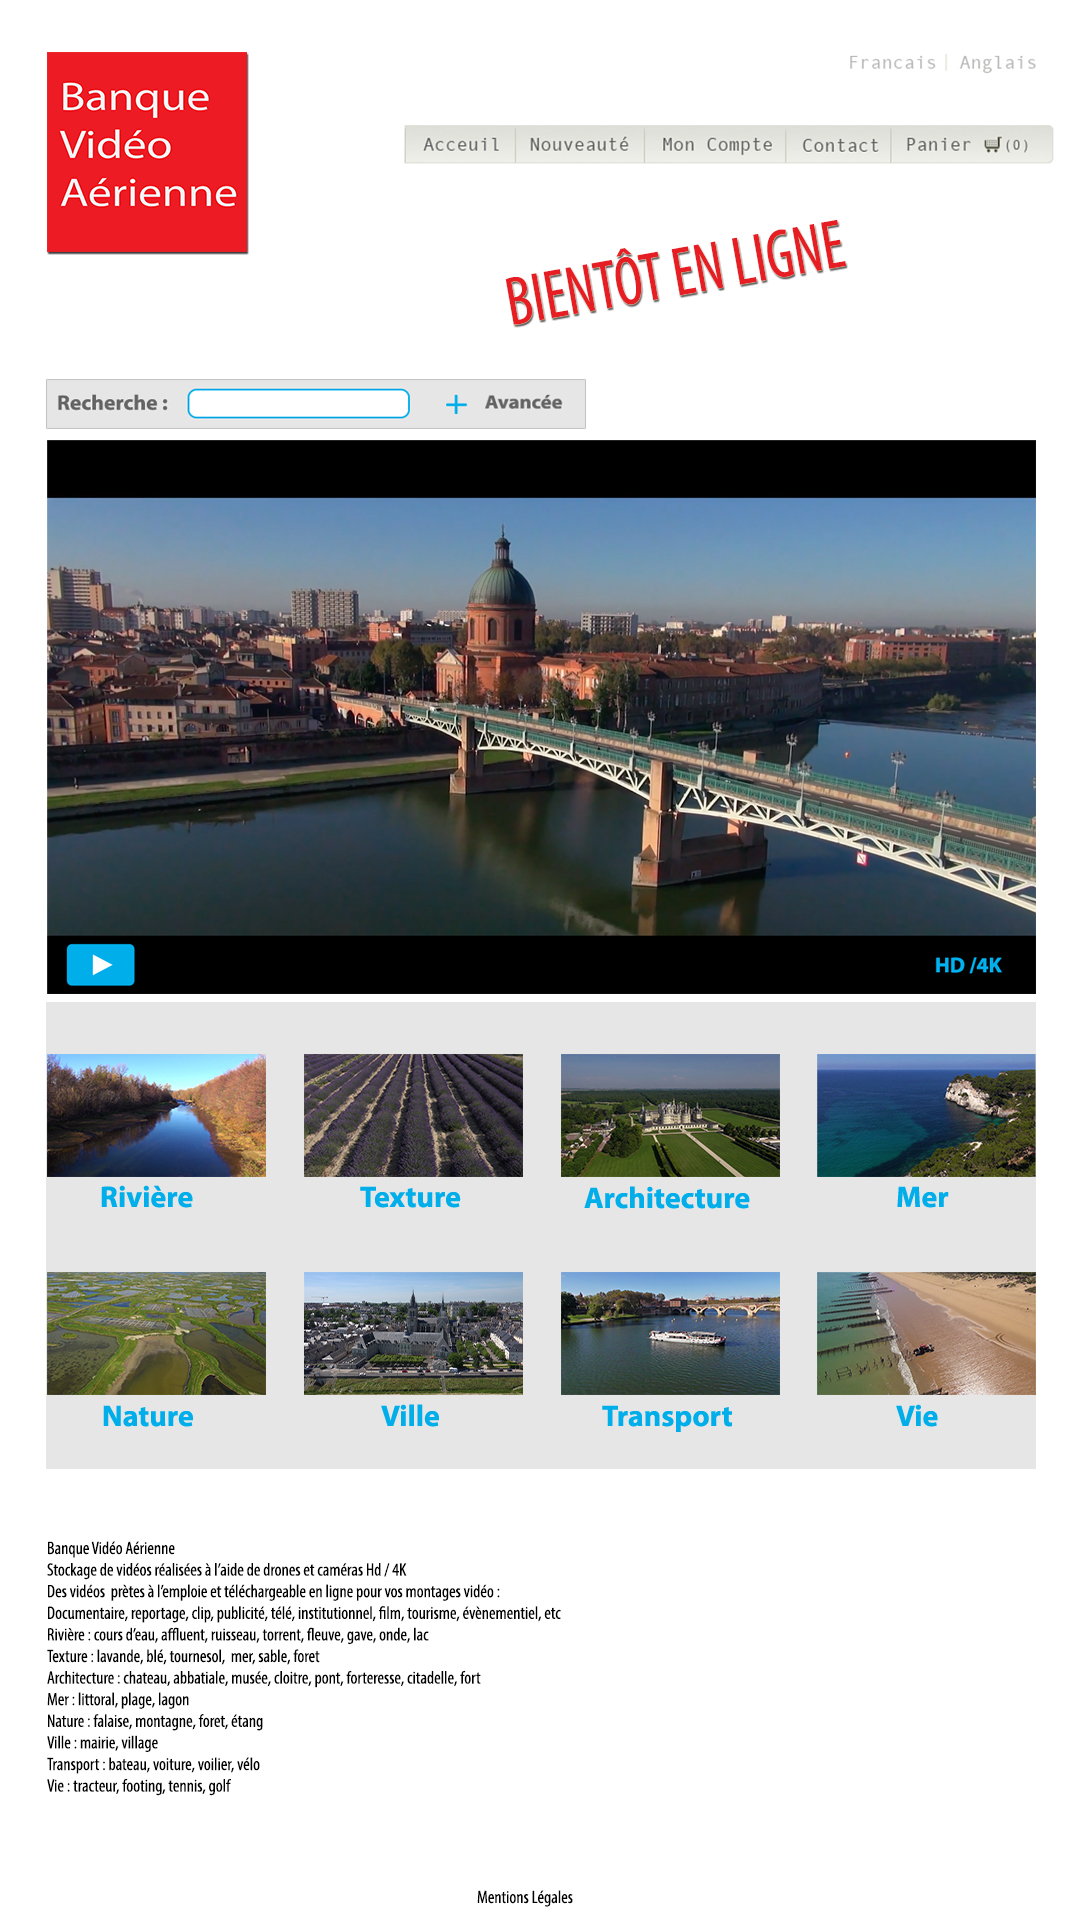 Francais | Anglais
Banque
Vidéo
Aérienne
Acceuil Nouveauté Mon Compte Contact Panier (0)
BIENTÔT EN LIGNE
Recherche : + Avancée
HD /4K
Rivière Texture Architecture Mer
Nature Ville Transport Vie
Banque Vidéo Aérienne
Stockage de vidéos réalisées à l'aide de drones et caméras Hd / 4K
Des vidéos prètes à l'emploie et téléchargeable en ligne pour vos montages vidéo :
Documentaire, reportage, clip, publicité, télé, institutionnel, film, tourisme, évènementiel, etc
Rivière : cours d'eau, affluent, ruisseau, torrent, fleuve, gave, onde, lac
Texture : lavande, blé, tournesol, mer, sable, foret
Architecture : chateau, abbatiale, musée, cloitre, pont, forteresse, citadelle, fort
Mer : littoral, plage, lagon
Nature : falaise, montagne, foret, étang
Ville : mairie, village
Transport : bateau, voiture, voilier, vélo
Vie : tracteur, footing, tennis, golf
Mentions Légales